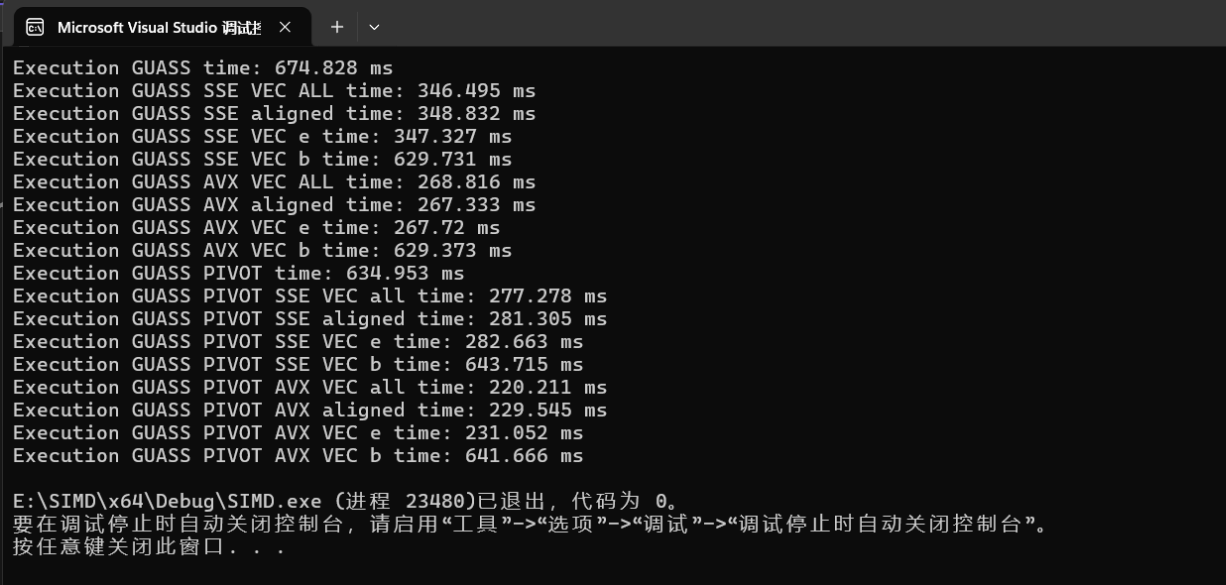 Microsoft Visual Studio 调试控
Execution GUASS time: 674.828 ms
Execution GUASS SSE VEC ALL time: 346.495 ms
Execution GUASS SSE aligned time: 348.832 ms
Execution GUASS SSE VEC e time: 347.327 ms
Execution GUASS SSE VEC b time: 629.731 ms
Execution GUASS AVX VEC ALL time: 268.816 ms
Execution GUASS AVX aligned time: 267.333 ms
Execution GUASS AVX VEC e time: 267.72 ms
Execution GUASS AVX VEC b time: 629.373 ms
Execution GUASS PIVOT time: 634.953 ms
Execution GUASS PIVOT SSE VEC all time: 277.278 ms
Execution GUASS PIVOT SSE aligned time: 281.305 ms
Execution GUASS PIVOT SSE VEC e time: 282.663 ms
Execution GUASS PIVOT SSE VEC b time: 643.715 ms
Execution GUASS PIVOT AVX VEC all time: 220.211 ms
Execution GUASS PIVOT AVX aligned time: 229.545 ms
Execution GUASS PIVOT AVX VEC e time: 231.052 ms
Execution GUASS PIVOT AVX VEC b time: 641.666 ms
E:\SIMD\x64\Debug\SIMD.exe (进程 23480)已退出，代码为 0。
要在调试停止时自动关闭控制台，请启用“工具”->“选项”->“调试”->“调试停止时自动关闭控制台”。
按任意键关闭此窗口. . .